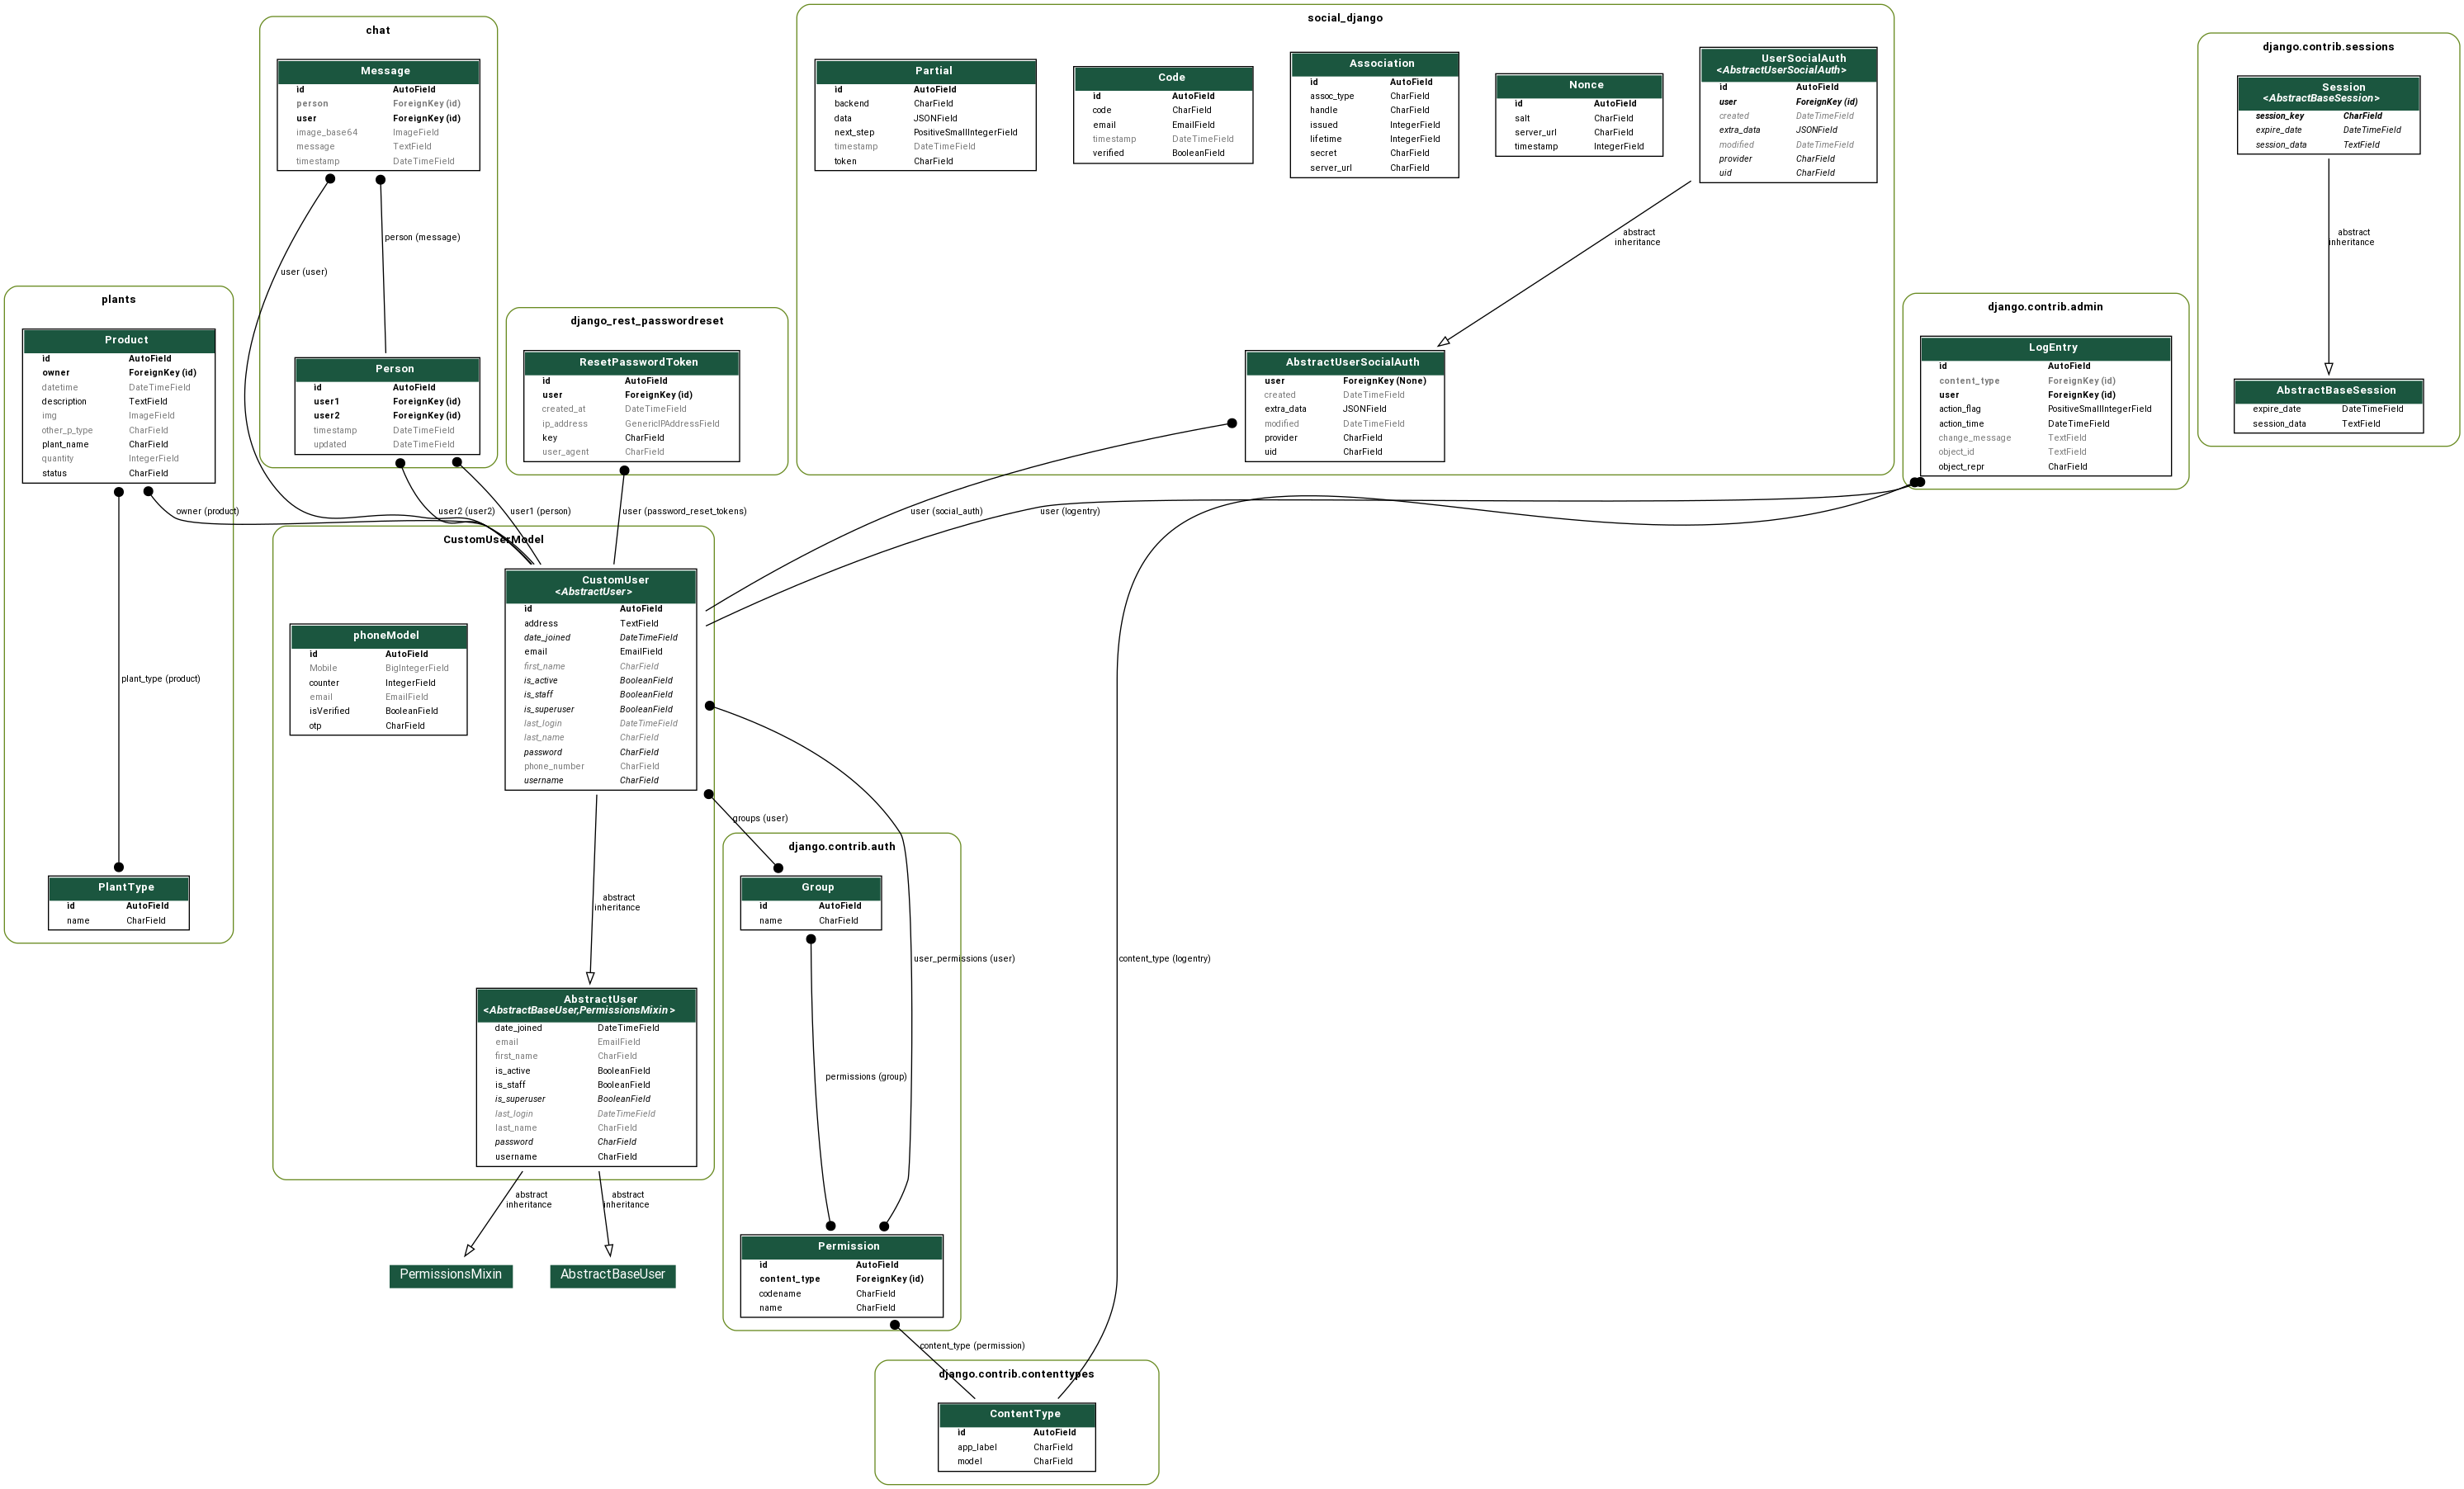 chat
Message
id AutoField
person ForeignKey (id)
user ForeignKey (id)
image_base64 ImageField
message TextField
timestamp DateTimeField
person (message)
user (user)
Person
id AutoField
user1 ForeignKey (id)
user2 ForeignKey (id)
timestamp DateTimeField
updated DateTimeField
social_django
Partial
id AutoField
backend CharField
data JSONField
next_step PositiveSmallIntegerField
timestamp DateTimeField
token CharField
Code
id AutoField
code CharField
email EmailField
timestamp DateTimeField
verified BooleanField
Association
id AutoField
assoc_type CharField
handle CharField
issued IntegerField
lifetime IntegerField
secret CharField
server_url CharField
Nonce
id AutoField
salt CharField
server_url CharField
timestamp IntegerField
UserSocialAuth
<AbstractUserSocialAuth>
id AutoField
user ForeignKey (id)
created DateTimeField
extra_data JSONField
modified DateTimeField
provider CharField
uid CharField
abstract
inheritance
AbstractUserSocialAuth
user ForeignKey (None)
created DateTimeField
extra_data JSONField
modified DateTimeField
provider CharField
uid CharField
django.contrib.sessions
Session
<AbstractBaseSession>
session_key CharField
expire_date DateTimeField
session_data TextField
abstract
inheritance
AbstractBaseSession
expire_date DateTimeField
session_data TextField
plants
Product
id AutoField
owner ForeignKey (id)
datetime DateTimeField
description TextField
img ImageField
other_p_type CharField
plant_name CharField
quantity IntegerField
status CharField
django_rest_passwordreset
ResetPasswordToken
id AutoField
user ForeignKey (id)
created_at DateTimeField
ip_address GenericIPAddressField
key CharField
user_agent CharField
django.contrib.admin
LogEntry
id AutoField
content_type ForeignKey (id)
user ForeignKey (id)
action_flag PositiveSmallIntegerField
action_time DateTimeField
change_message TextField
object_id TextField
object_repr CharField
owner (product)
user2 (user2)
user1 (person)
user (password_reset_tokens)
user (social_auth)
user (logentry)
CustomUserModel
CustomUser
<AbstractUser>
id AutoField
address TextField
date_joined DateTimeField
email EmailField
first_name CharField
is_active BooleanField
is_staff BooleanField
is_superuser BooleanField
last_login DateTimeField
last_name CharField
password CharField
phone_number CharField
username CharField
phoneModel
id AutoField
Mobile BigIntegerField
counter IntegerField
email EmailField
isVerified BooleanField
otp CharField
plant_type (product)
groups (user)
PlantType
id AutoField
name CharField
abstract
inheritance
django.contrib.auth
Group
id AutoField
name CharField
user_permissions (user)
content_type (logentry)
AbstractUser
<AbstractBaseUser,PermissionsMixin>
date_joined DateTimeField
email EmailField
first_name CharField
is_active BooleanField
is_staff BooleanField
is_superuser BooleanField
last_login DateTimeField
last_name CharField
password CharField
username CharField
permissions (group)
abstract
inheritance
abstract
inheritance
PermissionsMixin
AbstractBaseUser
Permission
id AutoField
content_type ForeignKey (id)
codename CharField
name CharField
content_type (permission)
django.contrib.contenttypes
ContentType
id AutoField
app_label CharField
model CharField